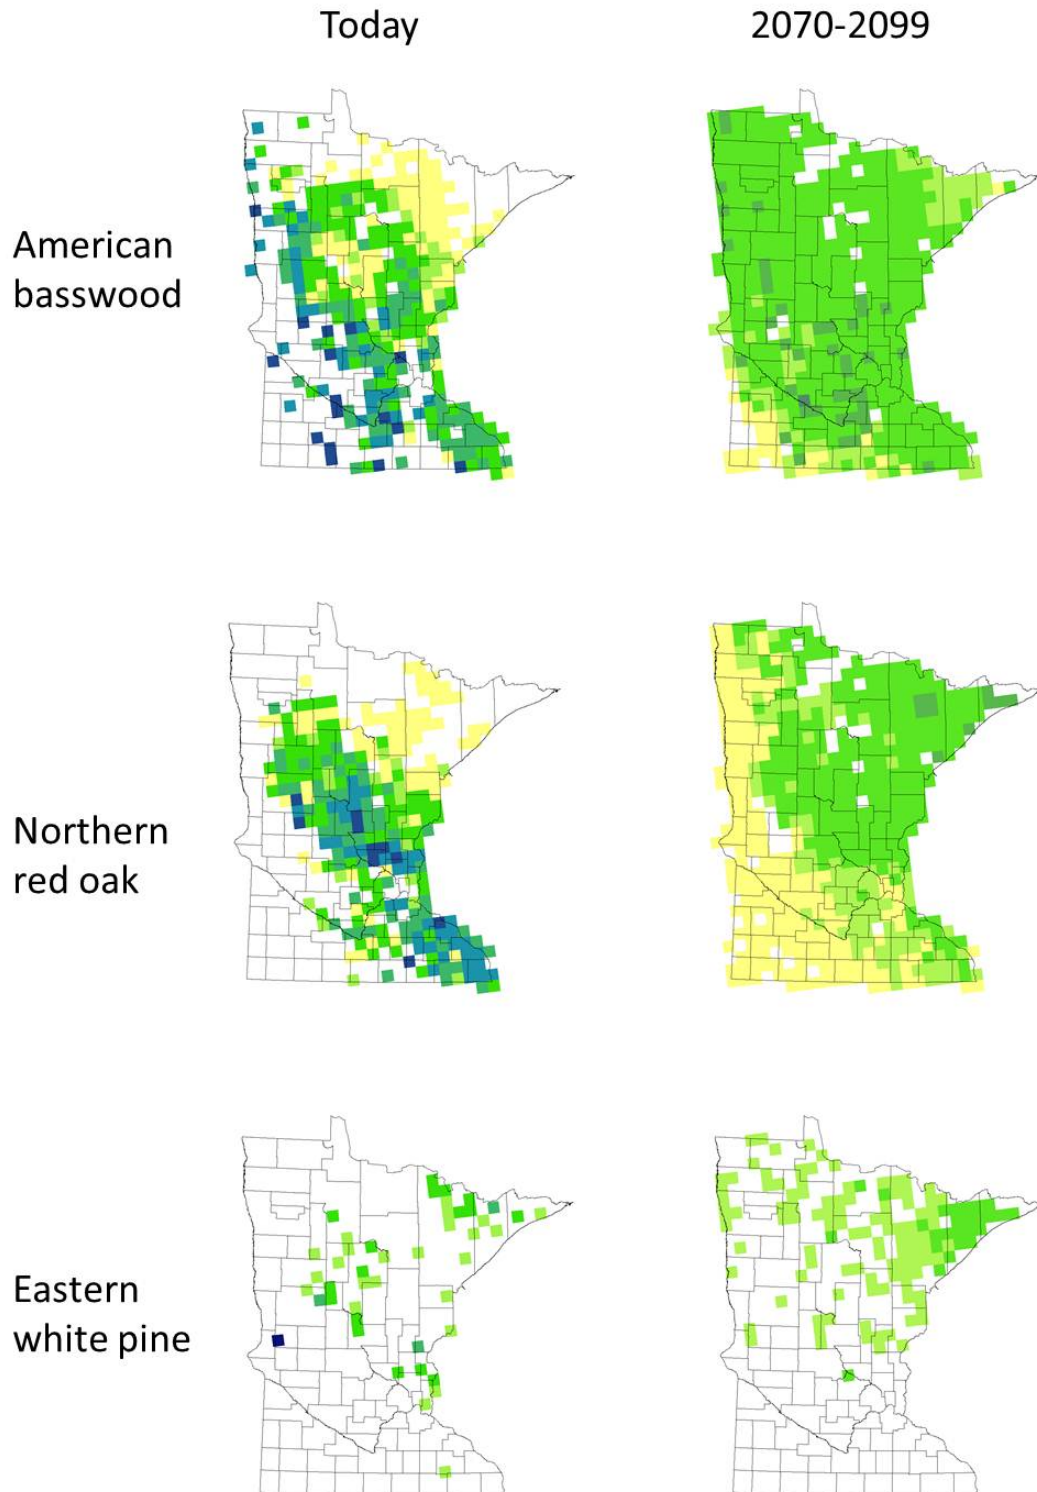 Today
2070-2099
American
basswood
Northern
red oak
Eastern
white pine